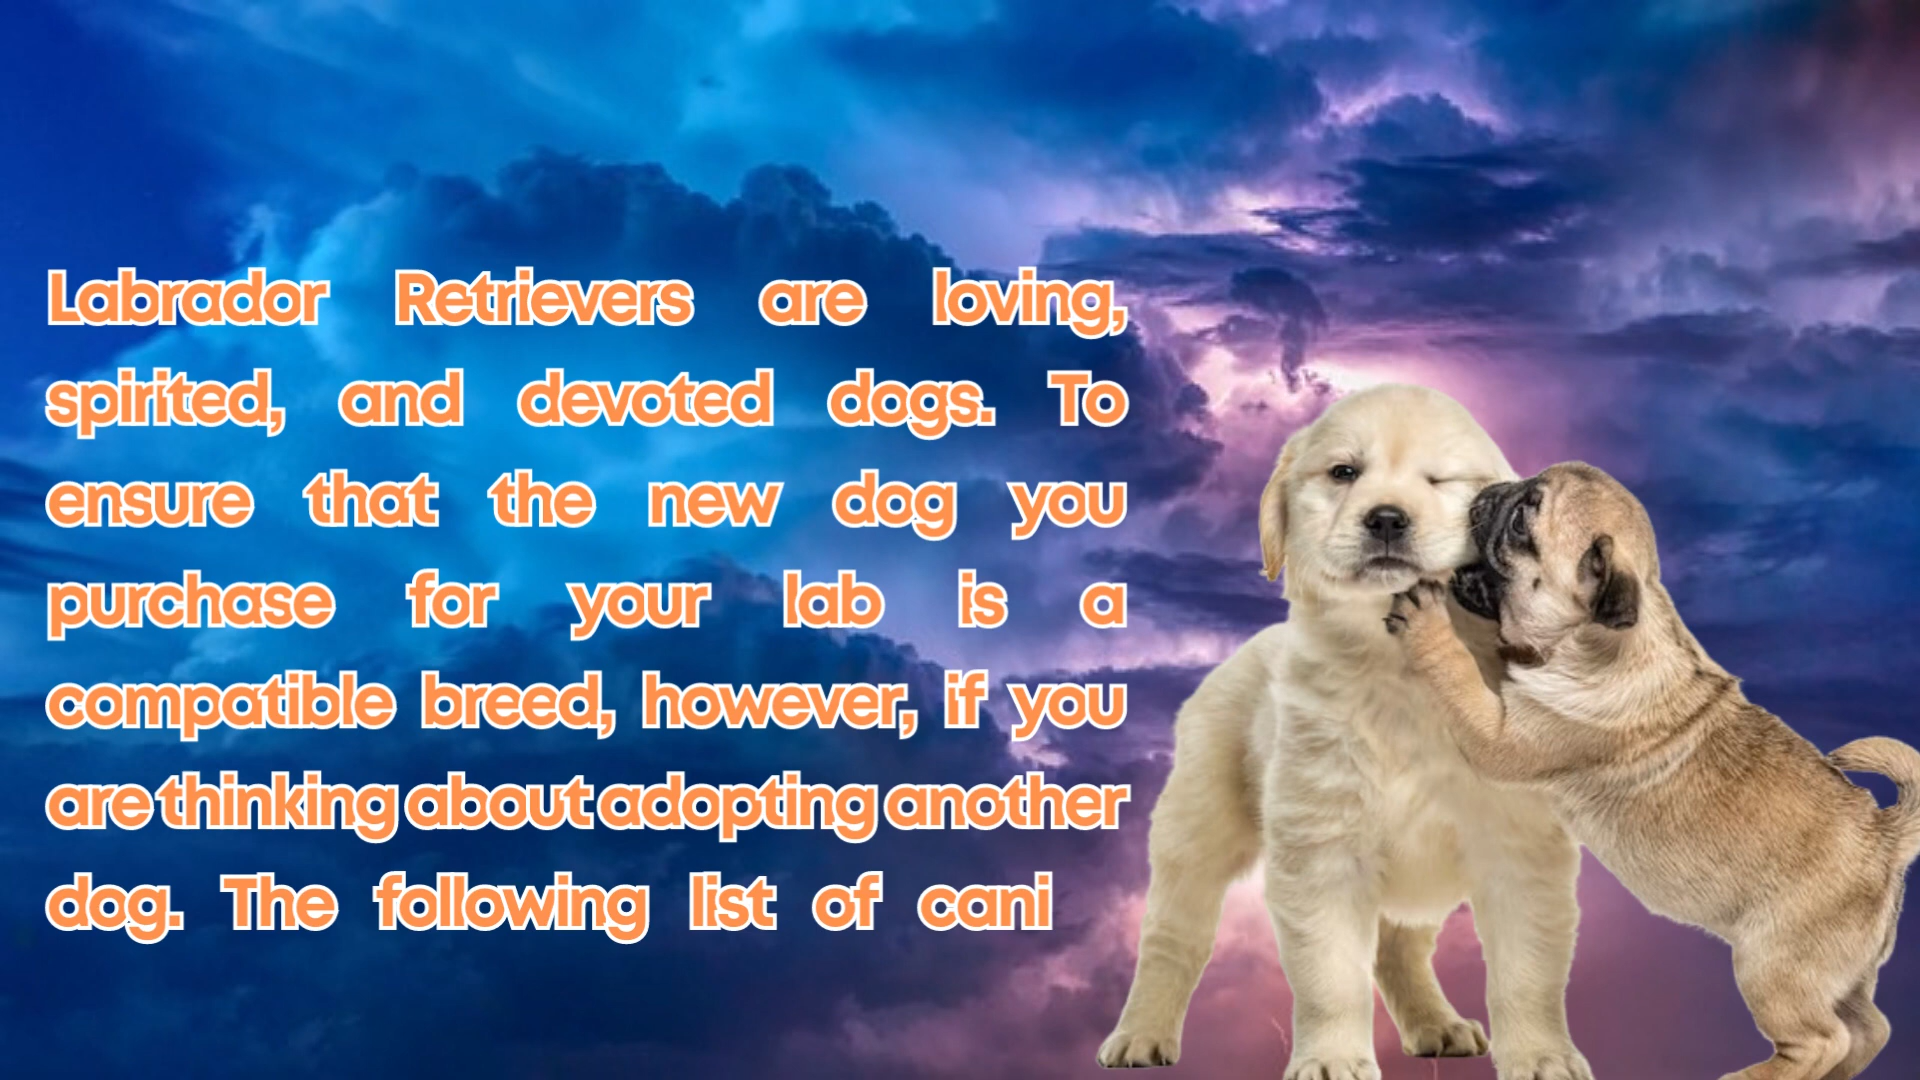 Labrador Retrievers are loving,
spirited, and devoted dogs. To
ensure that the new dog you
purchase for your lab is a
compatible breed, however, if you
are thinking about adopting another
dog. The following list of cani